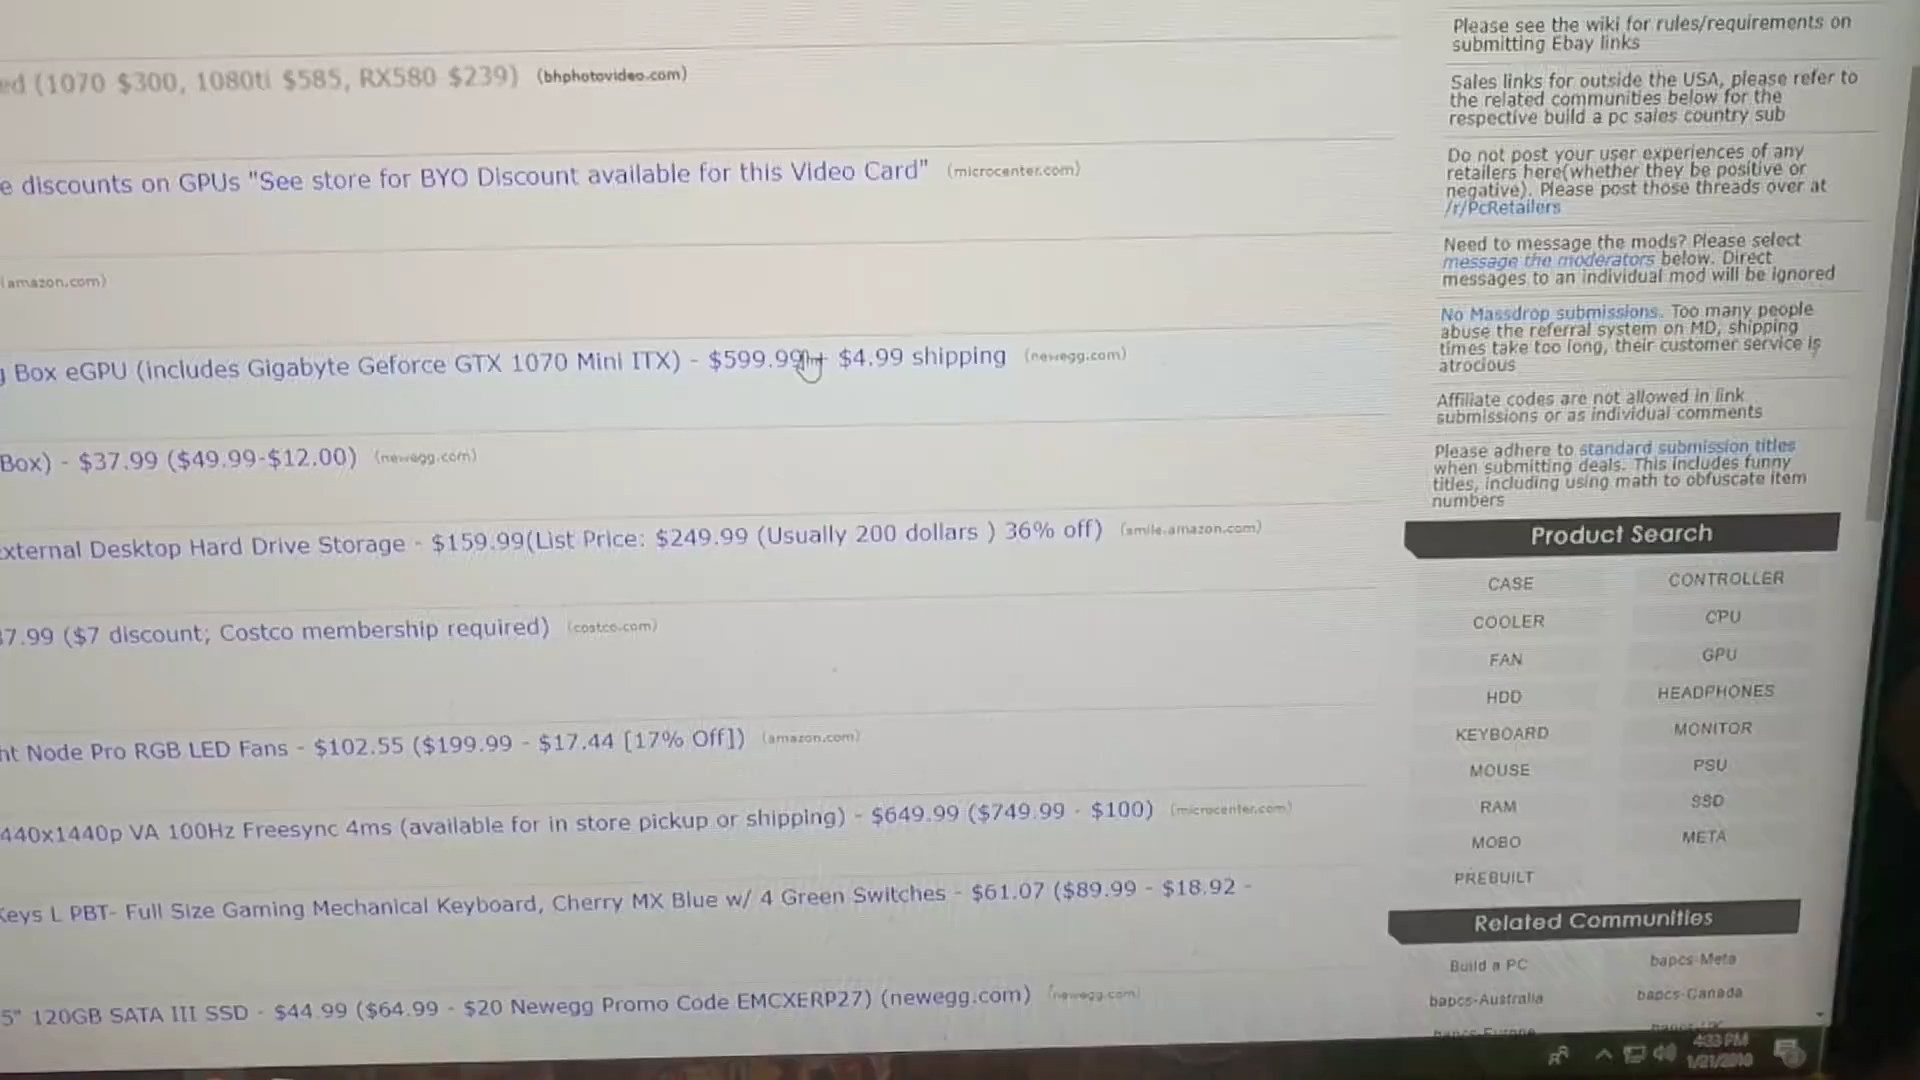 ed (1070 $300, 1080ti $585, RX580 $239) (bhphotovideo.com)
e discounts on GPUs "See store for BYO Discount available for this Video Card" (microcenter.com)
(amazon.com)
g Box eGPU (includes Gigabyte Geforce GTX 1070 Mini ITX) - $599.99 + $4.99 shipping (newegg.com)
Box) - $37.99 ($49.99-$12.00) (newegg.com)
External Desktop Hard Drive Storage - $159.99(List Price: $249.99 (Usually 200 dollars ) 36% off) (smile.amazon.com)
7.99 ($7 discount; Costco membership required) (costco.com)
ht Node Pro RGB LED Fans - $102.55 ($199.99 - $17.44 [17% Off]) (amazon.com)
440x1440p VA 100Hz Freesync 4ms (available for in store pickup or shipping) - $649.99 ($749.99 - $100) (microcenter.com)
Keys L PBT- Full Size Gaming Mechanical Keyboard, Cherry MX Blue w/ 4 Green Switches - $61.07 ($89.99 - $18.92 -
5" 120GB SATA III SSD - $44.99 ($64.99 - $20 Newegg Promo Code EMCXERP27) (newegg.com) (newegg.com)
Please see the wiki for rules/requirements on
submitting Ebay links
Sales links for outside the USA, please refer to
the related communities below for the
respective build a pc sales country sub
Do not post your user experiences of any
retailers here(whether they be positive or
negative). Please post those threads over at
/r/PcRetailers
Need to message the mods? Please select
message the moderators below. Direct
messages to an individual mod will be ignored
No Massdrop submissions. Too many people
abuse the referral system on MD, shipping
times take too long, their customer service is
atrocious
Affiliate codes are not allowed in link
submissions or as individual comments
Please adhere to standard submission titles
when submitting deals. This includes funny
titles, including using math to obfuscate item
numbers
Product Search
CASE CONTROLLER
COOLER CPU
FAN GPU
HDD HEADPHONES
KEYBOARD MONITOR
MOUSE PSU
RAM SSD
MOBO META
PREBUILT
Related Communities
Build a PC bapcs-Meta
bapcs-Australia bapcs-Canada
bapcs-Europe
4:33 PM